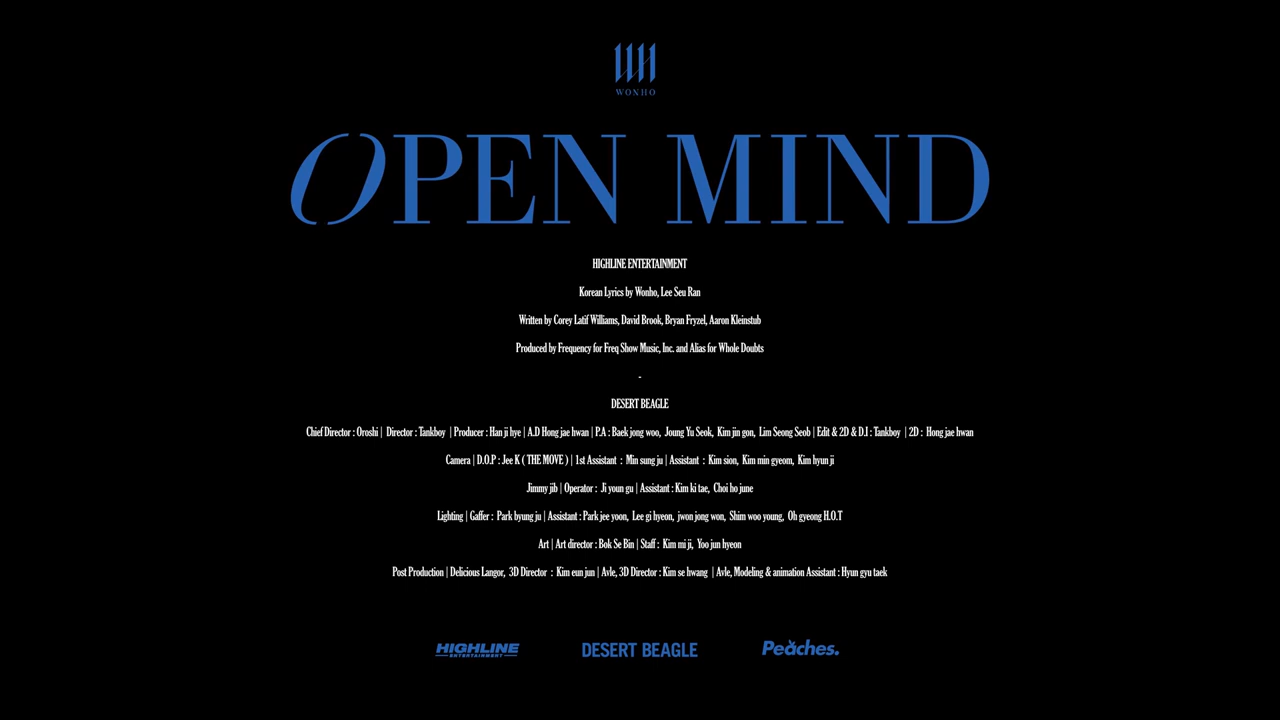 WONHO
OPEN MIND
HIGHLINE ENTERTAINMENT
Korean Lyrics by Wonho, Lee Seu Ran
Written by Corey Latif Williams, David Brook, Bryan Fryzel, Aaron Kleinstub
Produced by Frequency for Freq Show Music, Inc. and Alias for Whole Doubts
-
DESERT BEAGLE
Chief Director : Oroshi | Director : Tankboy | Producer : Han ji hye | A.D Hong jae hwan | P.A : Baek jong woo, Joung Yu Seok, Kim jin gon, Lim Seong Seob | Edit & 2D & D.I : Tankboy | 2D : Hong jae hwan
Camera | D.O.P : Jee K ( THE MOVE ) | 1st Assistant : Min sung ju | Assistant : Kim sion, Kim min gyeom, Kim hyun ji
Jimmy jib | Operator : Ji youn gu | Assistant : Kim ki tae, Choi ho june
Lighting | Gaffer : Park byung ju | Assistant : Park jee yoon, Lee gi hyeon, jwon jong won, Shim woo young, Oh gyeong H.O.T
Art | Art director : Bok Se Bin | Staff : Kim mi ji, Yoo jun hyeon
Post Production | Delicious Langor, 3D Director : Kim eun jun | Avle, 3D Director : Kim se hwang | Avle, Modeling & animation Assistant : Hyun gyu taek
HIGHLINE ENTERTAINMENT
DESERT BEAGLE
Peaches.